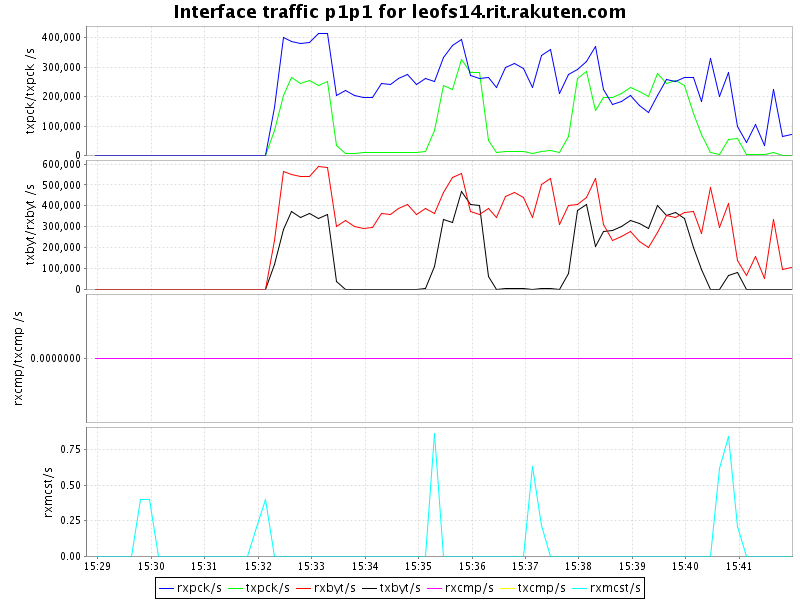 Interface traffic p1p1 for leofs14.rit.rakuten.com
txpck/txpck /s
400,000
300,000
200,000
100,000
0
txbyt/rxbyt /s
600,000
500,000
400,000
300,000
200,000
100,000
0
rxcmp/txcmp /s
0.0000000
rxmcst/s
0.75
0.50
0.25
0.00
15:29 15:30 15:31 15:32 15:33 15:34 15:35 15:36 15:37 15:38 15:39 15:40 15:41
rxpck/s txpck/s rxbyt/s txbyt/s rxcmp/s txcmp/s rxmcst/s